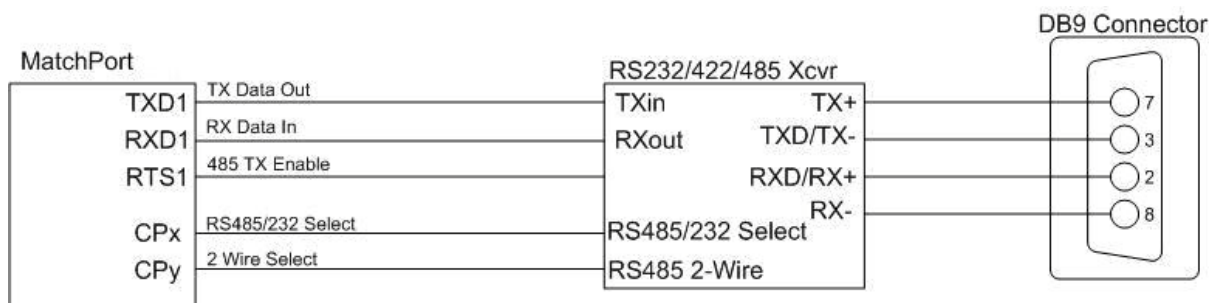 DB9 Connector
MatchPort
RS232/422/485 Xcvr
TXD1 TX Data Out TXin TX+ 7
RXD1 RX Data In RXout TXD/TX- 3
RTS1 485 TX Enable RXD/RX+ 2
RX- 8
CPx RS485/232 Select RS485/232 Select
CPy 2 Wire Select RS485 2-Wire